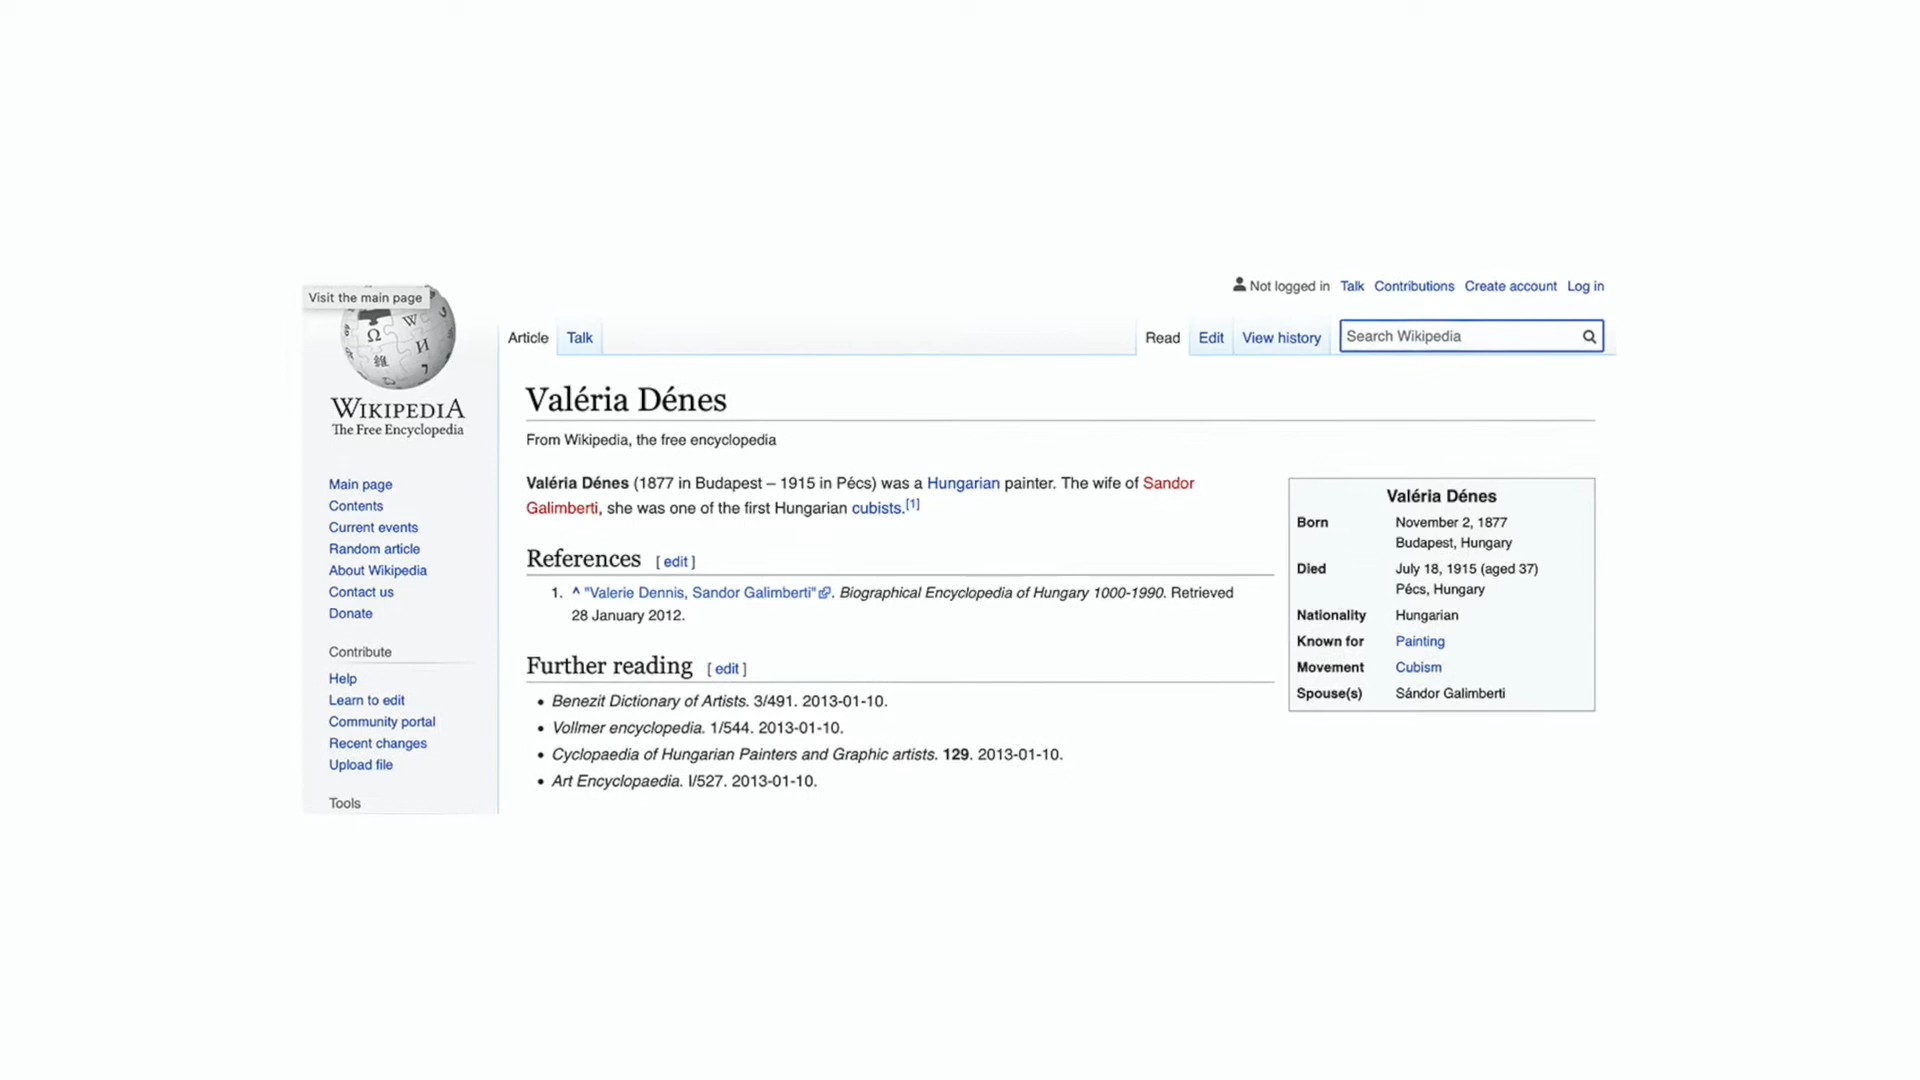 Visit the main page
WIKIPEDIA
The Free Encyclopedia
Main page
Contents
Current events
Random article
About Wikipedia
Contact us
Donate
Contribute
Help
Learn to edit
Community portal
Recent changes
Upload file
Tools
Not logged in Talk Contributions Create account Log in
Article Talk Read Edit View history Search Wikipedia
Valéria Dénes
From Wikipedia, the free encyclopedia
Valéria Dénes (1877 in Budapest – 1915 in Pécs) was a Hungarian painter. The wife of Sandor
Galimberti, she was one of the first Hungarian cubists.[1]
References [ edit ]
1. ^ "Valerie Dennis, Sandor Galimberti". Biographical Encyclopedia of Hungary 1000-1990. Retrieved
28 January 2012.
Further reading [ edit ]
• Benezit Dictionary of Artists. 3/491. 2013-01-10.
• Vollmer encyclopedia. 1/544. 2013-01-10.
• Cyclopaedia of Hungarian Painters and Graphic artists. 129. 2013-01-10.
• Art Encyclopaedia. I/527. 2013-01-10.
Valéria Dénes
Born November 2, 1877
Budapest, Hungary
Died July 18, 1915 (aged 37)
Pécs, Hungary
Nationality Hungarian
Known for Painting
Movement Cubism
Spouse(s) Sándor Galimberti